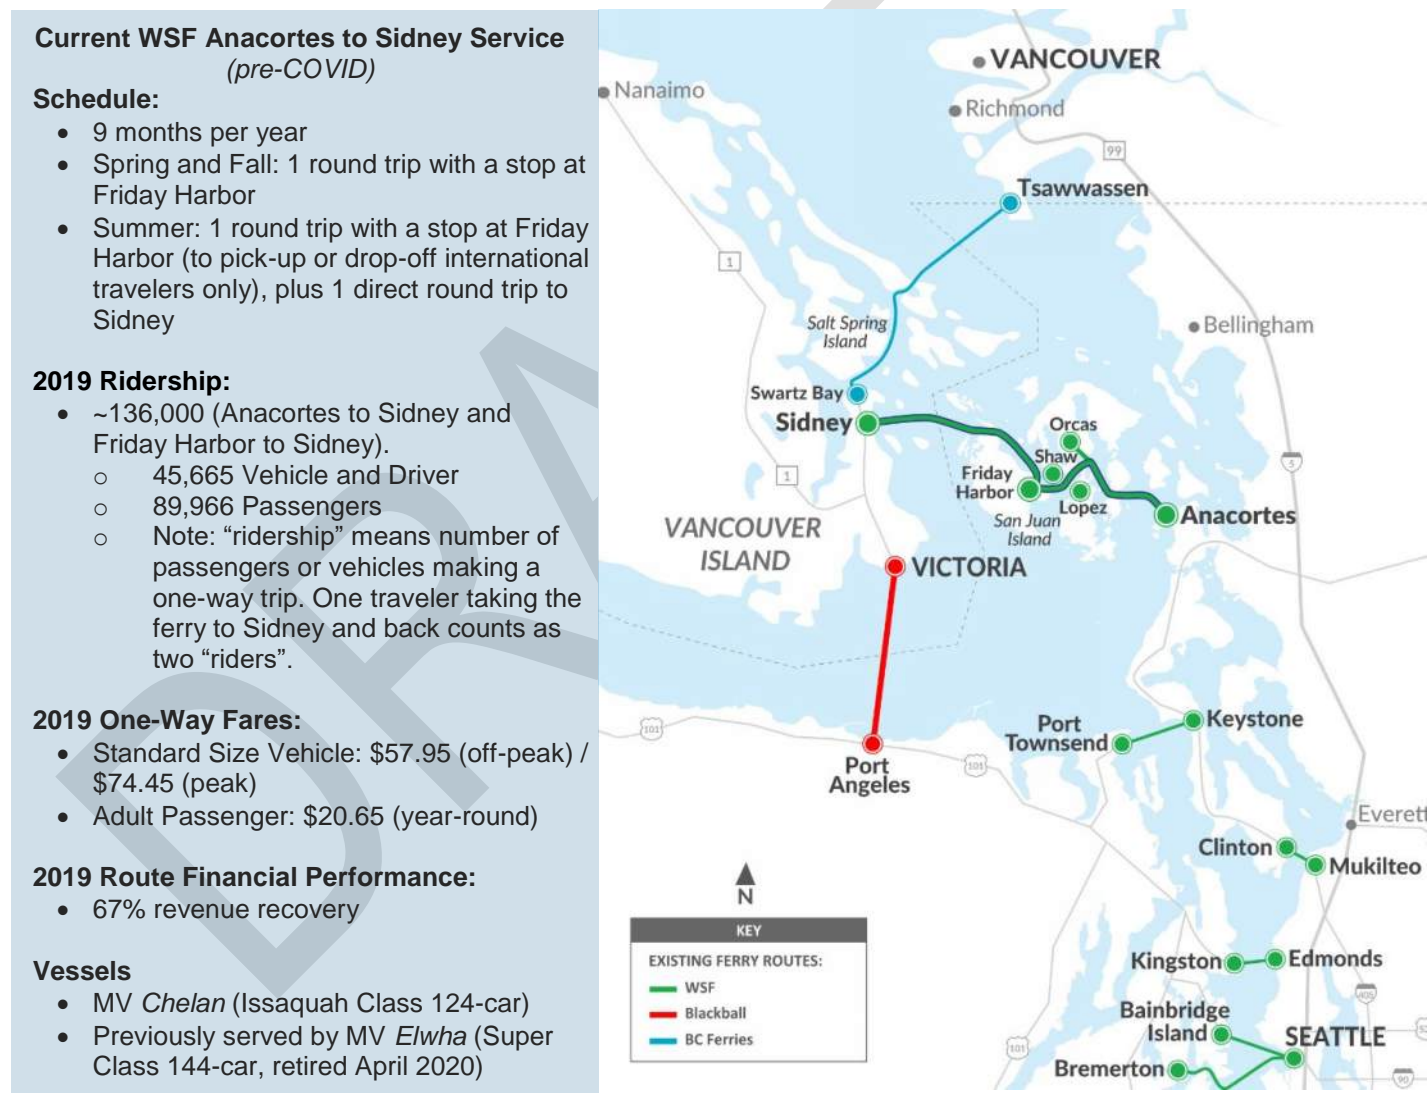 Current WSF Anacortes to Sidney Service
(pre-COVID)
Schedule:
• 9 months per year
• Spring and Fall: 1 round trip with a stop at
Friday Harbor
• Summer: 1 round trip with a stop at Friday
Harbor (to pick-up or drop-off international
travelers only), plus 1 direct round trip to
Sidney
2019 Ridership:
• ~136,000 (Anacortes to Sidney and
Friday Harbor to Sidney).
o 45,665 Vehicle and Driver
o 89,966 Passengers
o Note: “ridership” means number of
passengers or vehicles making a
one-way trip. One traveler taking the
ferry to Sidney and back counts as
two “riders”.
2019 One-Way Fares:
• Standard Size Vehicle: $57.95 (off-peak) /
$74.45 (peak)
• Adult Passenger: $20.65 (year-round)
2019 Route Financial Performance:
• 67% revenue recovery
Vessels
• MV Chelan (Issaquah Class 124-car)
• Previously served by MV Elwha (Super
Class 144-car, retired April 2020)
DRA
VANCOUVER
Nanaimo
Richmond
99
Tsawwassen
1
Salt Spring
Island
Bellingham
Swartz Bay
Sidney
Orcas
Shaw
Friday
Harbor
Lopez
San Juan
Island
Anacortes
5
1
VANCOUVER
ISLAND
VICTORIA
Keystone
Port
Townsend
101
Port
Angeles
101
Everett
Clinton
Mukilteo
N
KEY
EXISTING FERRY ROUTES:
WSF
Blackball
BC Ferries
Kingston
Edmonds
405
Bainbridge
Island
SEATTLE
101
Bremerton
90